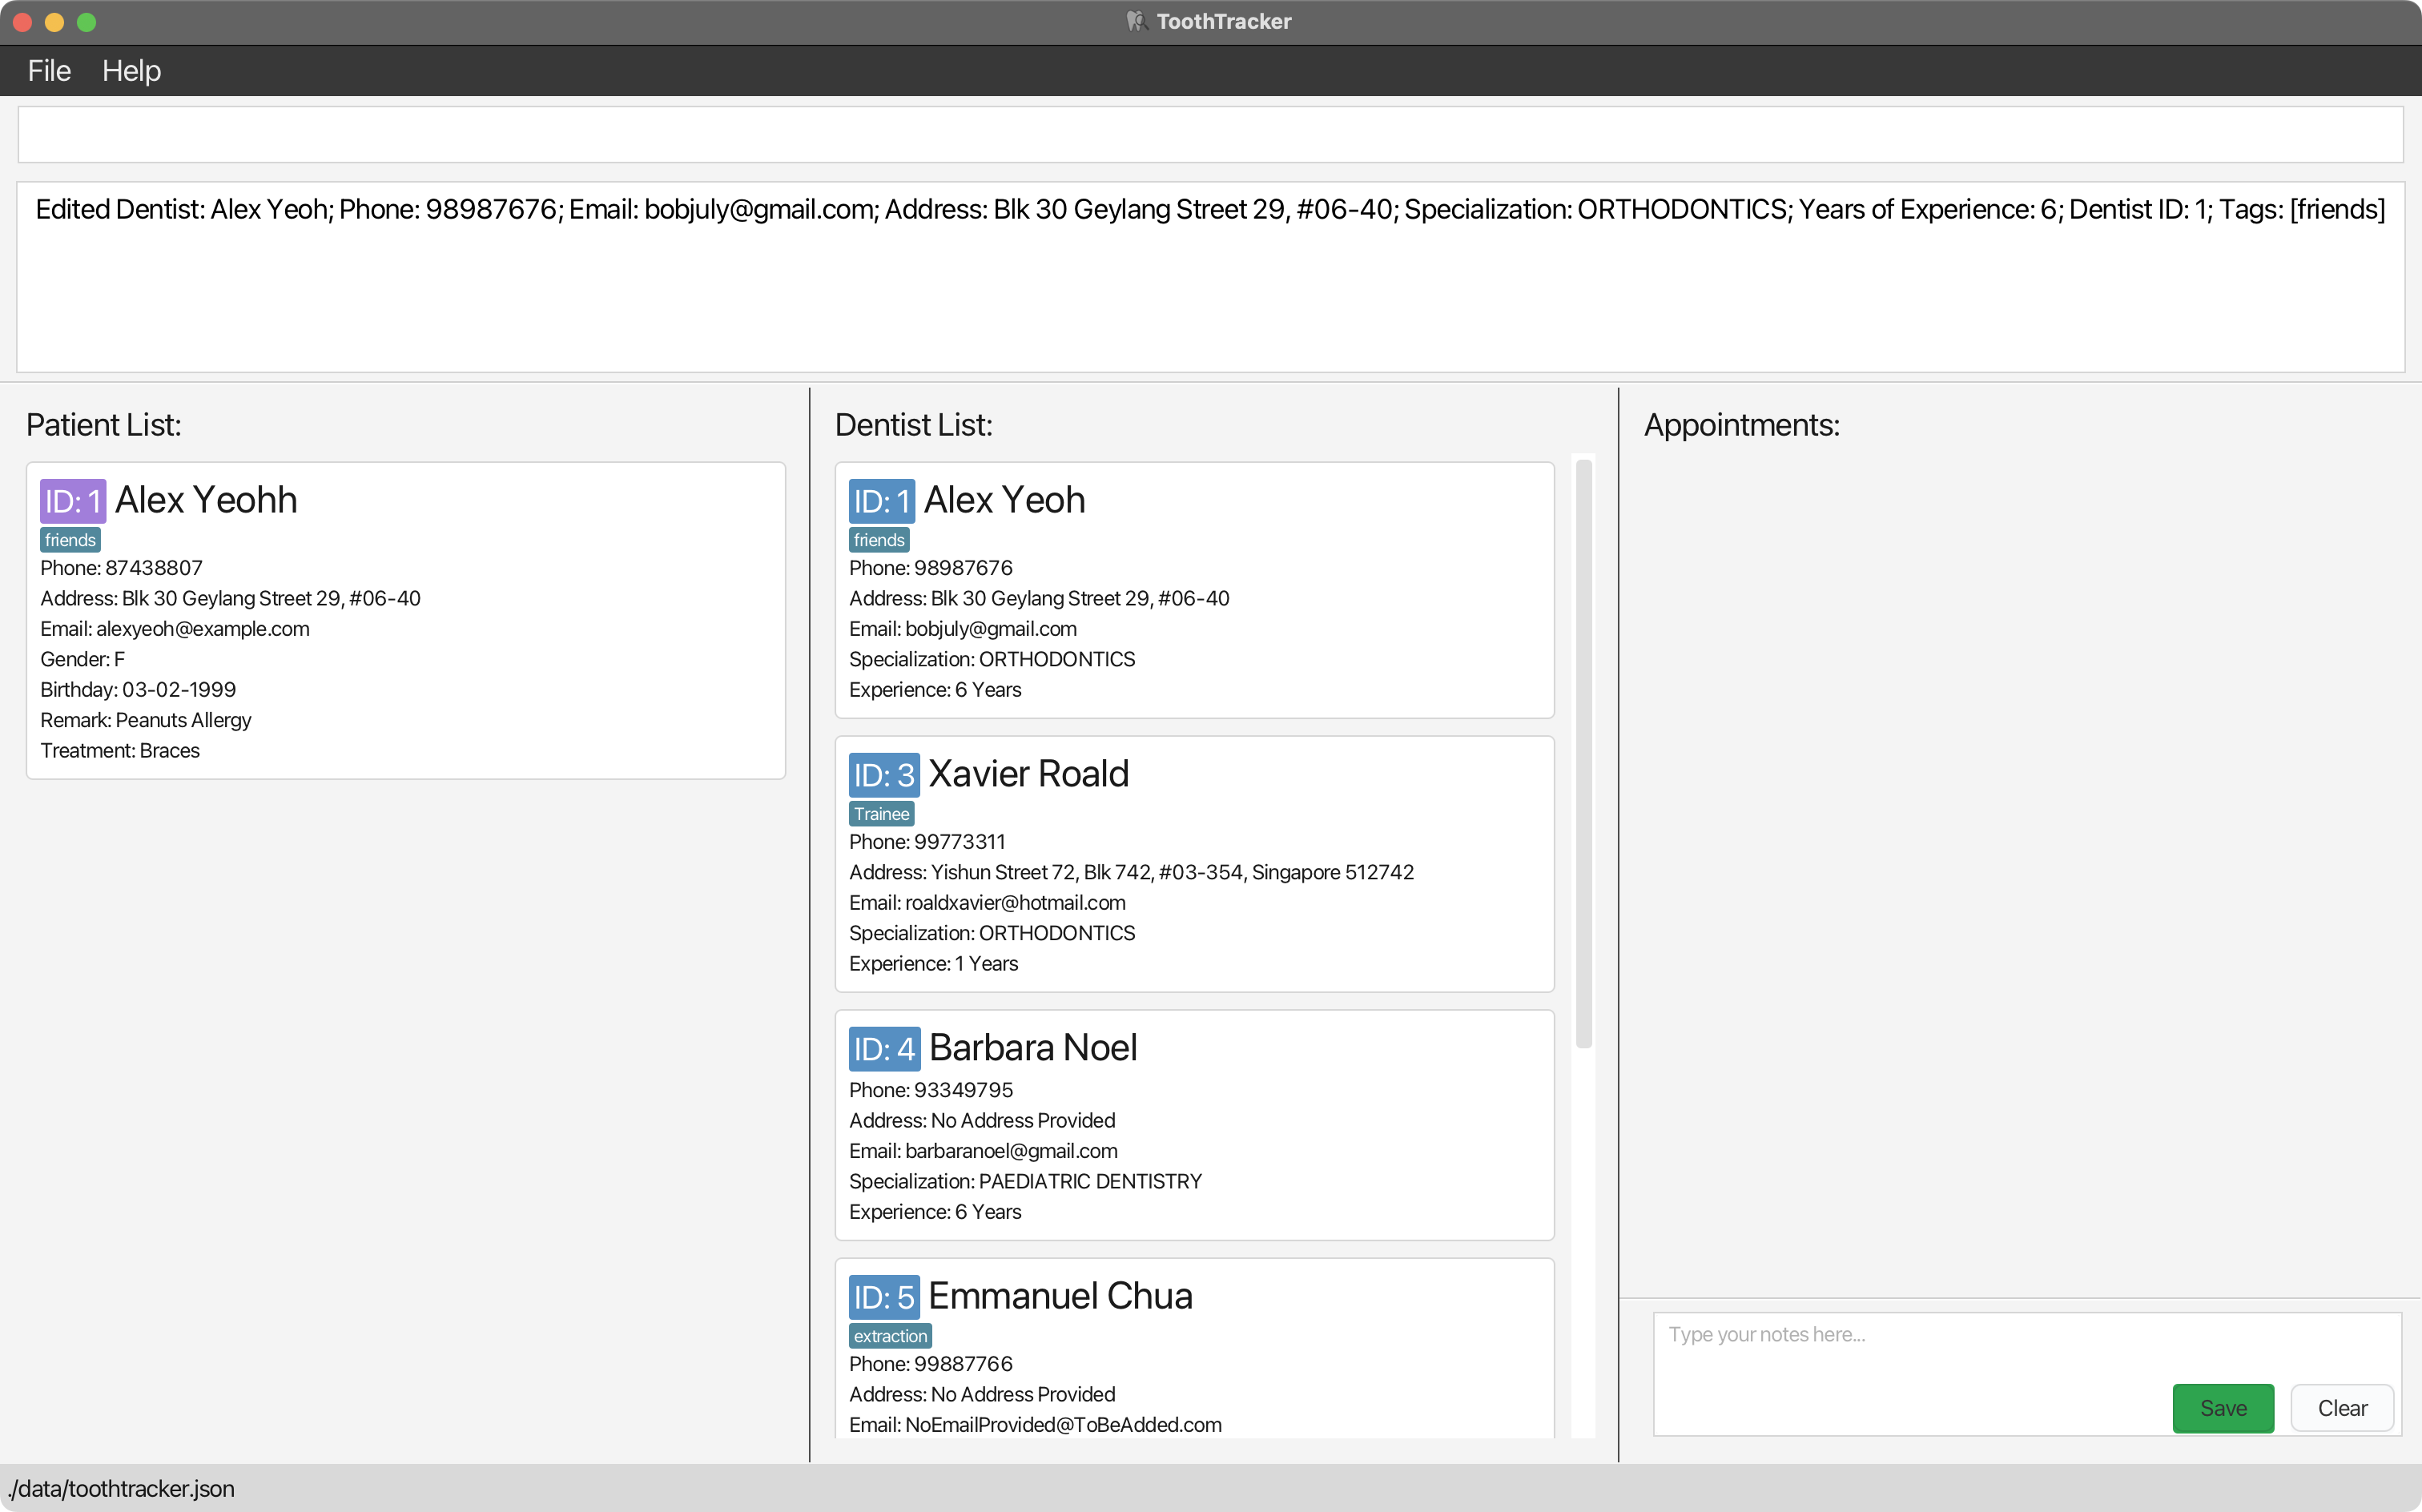 ToothTracker
File Help
Edited Dentist: Alex Yeoh; Phone: 98987676; Email: bobjuly@gmail.com; Address: Blk 30 Geylang Street 29, #06-40; Specialization: ORTHODONTICS; Years of Experience: 6; Dentist ID: 1; Tags: [friends]
Patient List:
ID: 1 Alex Yeohh
friends
Phone: 87438807
Address: Blk 30 Geylang Street 29, #06-40
Email: alexyeoh@example.com
Gender: F
Birthday: 03-02-1999
Remark: Peanuts Allergy
Treatment: Braces
Dentist List:
ID: 1 Alex Yeoh
friends
Phone: 98987676
Address: Blk 30 Geylang Street 29, #06-40
Email: bobjuly@gmail.com
Specialization: ORTHODONTICS
Experience: 6 Years
ID: 3 Xavier Roald
Trainee
Phone: 99773311
Address: Yishun Street 72, Blk 742, #03-354, Singapore 512742
Email: roaldxavier@hotmail.com
Specialization: ORTHODONTICS
Experience: 1 Years
ID: 4 Barbara Noel
Phone: 93349795
Address: No Address Provided
Email: barbaranoel@gmail.com
Specialization: PAEDIATRIC DENTISTRY
Experience: 6 Years
ID: 5 Emmanuel Chua
extraction
Phone: 99887766
Address: No Address Provided
Email: NoEmailProvided@ToBeAdded.com
Appointments:
Type your notes here...
Save Clear
./data/toothtracker.json